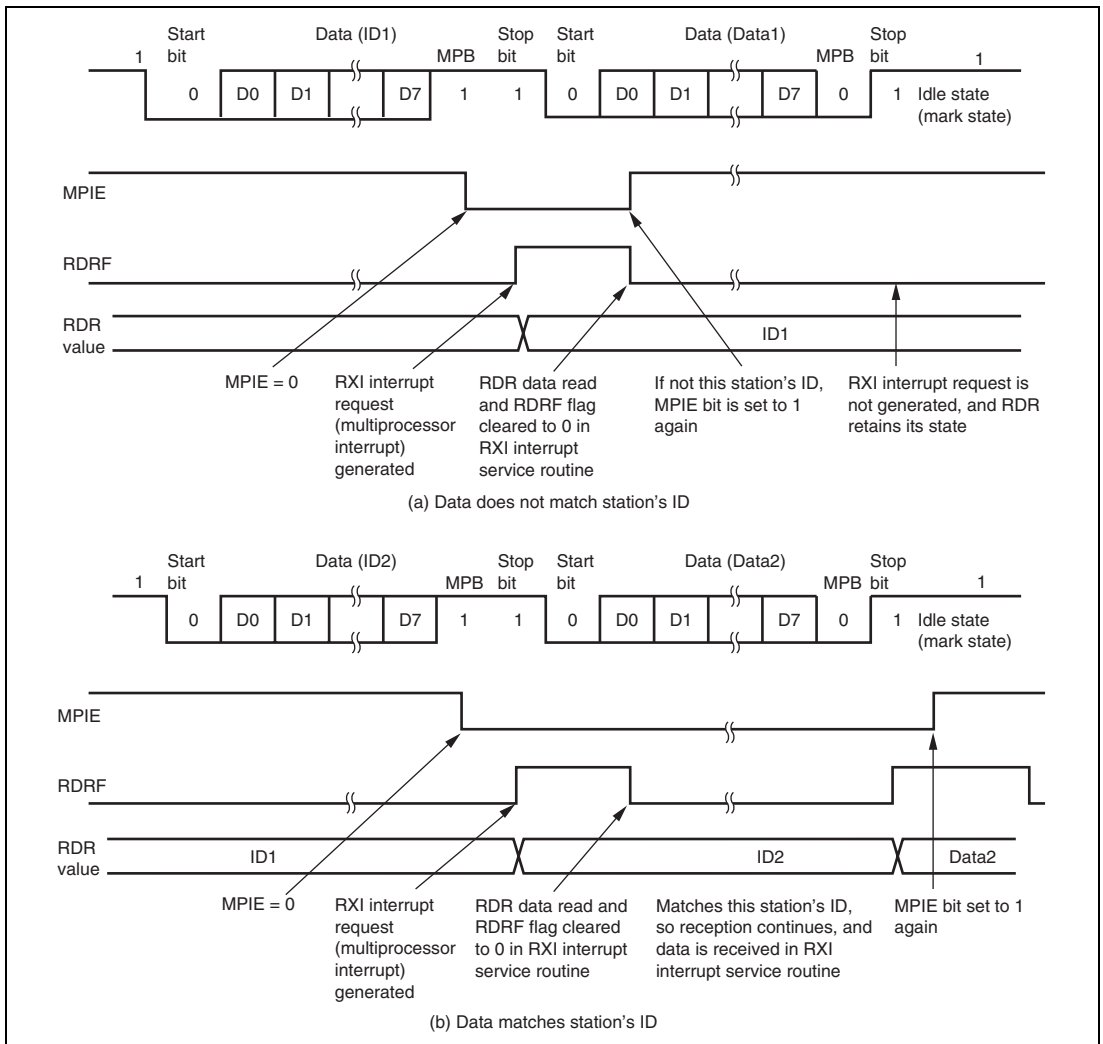 Start bit Data (ID1) MPB Stop bit Start bit Data (Data1) MPB Stop bit
1 0 D0 D1 D7 1 1 0 D0 D1 D7 0 1 1
Idle state (mark state)
MPIE
RDRF
RDR value
ID1
MPIE = 0
RXI interrupt
request
(multiprocessor
interrupt)
generated
RDR data read
and RDRF flag
cleared to 0 in
RXI interrupt
service routine
If not this station's ID,
MPIE bit is set to 1
again
RXI interrupt request is
not generated, and RDR
retains its state
(a) Data does not match station's ID
Start bit Data (ID2) MPB Stop bit Start bit Data (Data2) MPB Stop bit
1 0 D0 D1 D7 1 1 0 D0 D1 D7 0 1 1
Idle state (mark state)
MPIE
RDRF
RDR value
ID1 ID2 Data2
MPIE = 0
RXI interrupt
request
(multiprocessor
interrupt)
generated
RDR data read and
RDRF flag cleared
to 0 in RXI interrupt
service routine
Matches this station's ID,
so reception continues, and
data is received in RXI
interrupt service routine
MPIE bit set to 1
again
(b) Data matches station's ID